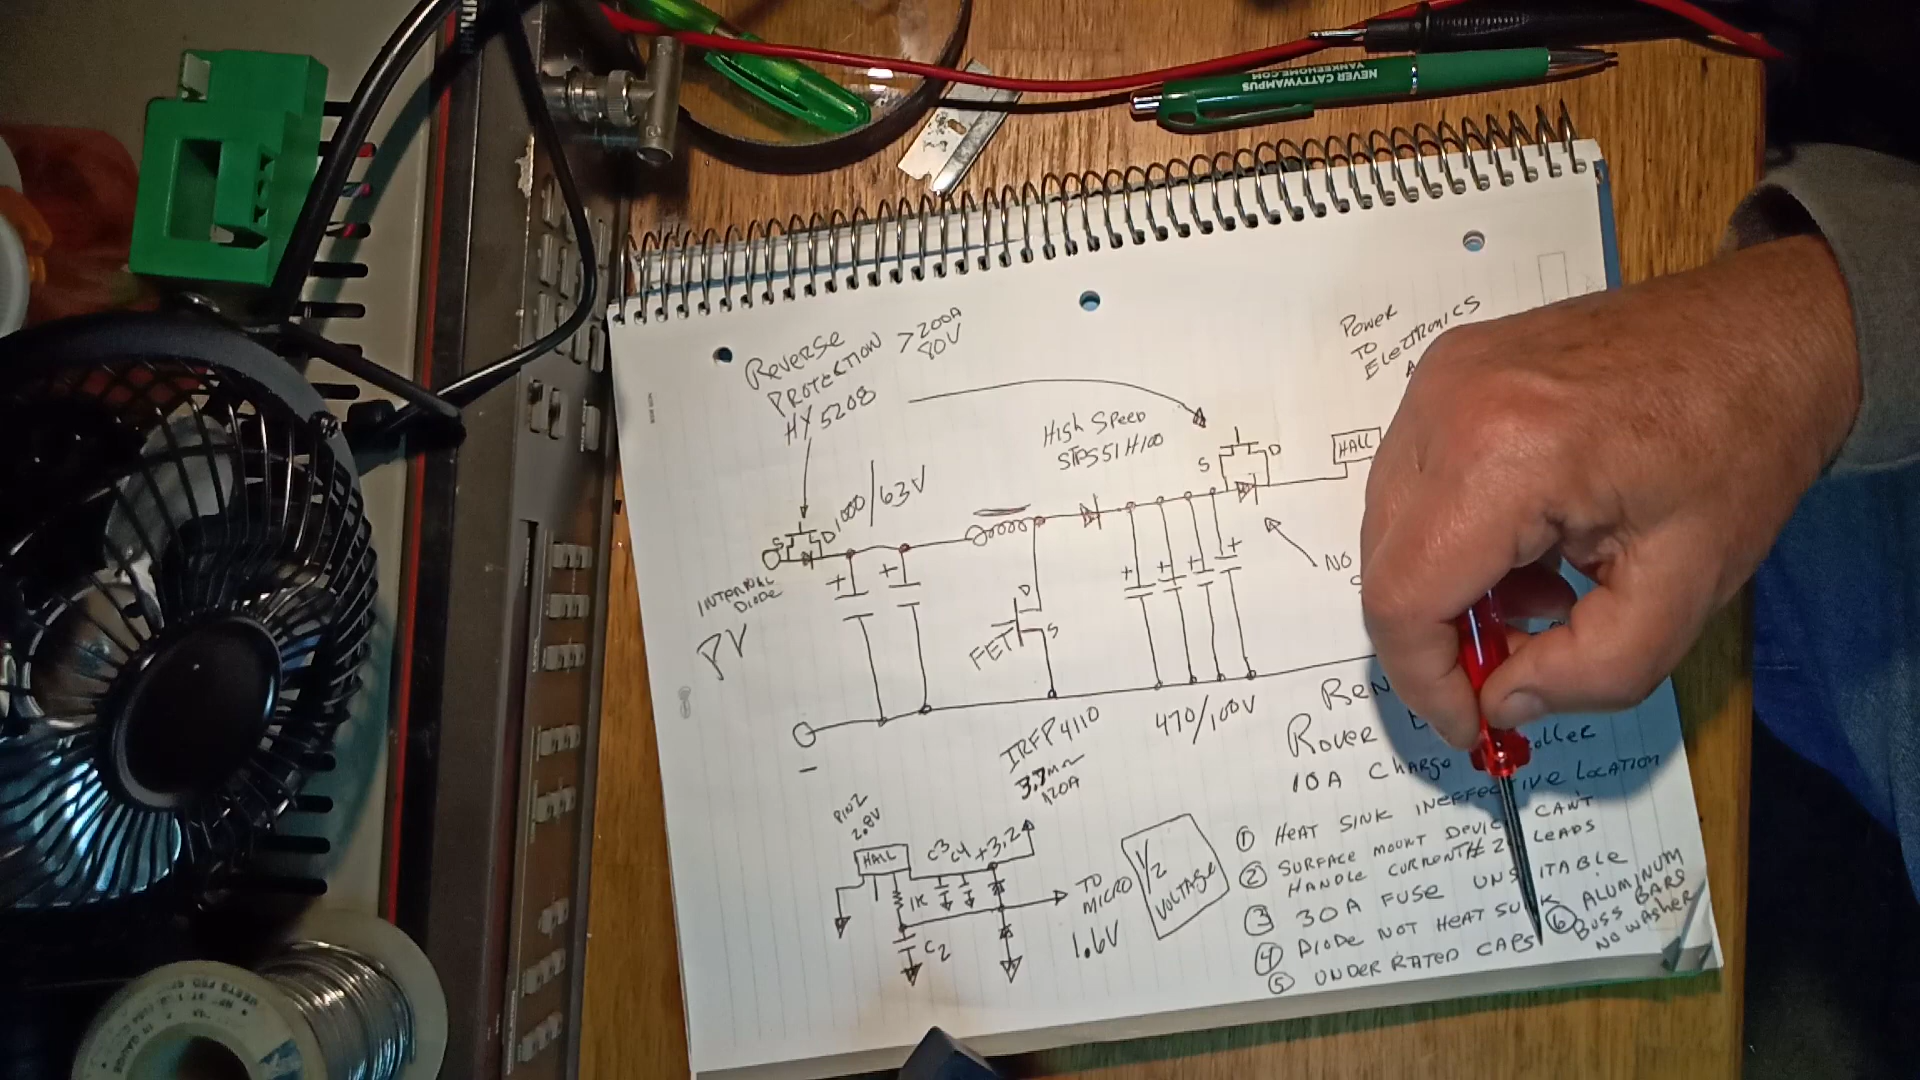 PHILIPS
NEVER CATTYWAMPUS
YANKEEHOME.COM
REVERSE
PROTECTION >200A
80V
HY5208
POWER
TO
ELECTRONICS
High Speed
STPS51H100
S D
HALL
S D
1000/63V
INTERNAL
DIODE
PV
+ +
D
FET S
+ + + +
NO
−
IRFP4110
3.7mΩ
120A
470/100V
ROVER
10A CHARGE
① HEAT SINK INEFFECTIVE LOCATION
② SURFACE MOUNT DEVICE CAN'T
HANDLE CURRENT#2 LEADS
③ 30A FUSE UNSUITABLE
④ DIODE NOT HEAT SUNK
⑤ UNDER RATED CAPS
⑥ ALUMINUM
BUSS BARS
NO WASHER
PIN2
2.8V
HALL C3 C4 +3.2
1K
C2
TO
MICRO
1.6V
1/2
VOLTAGE